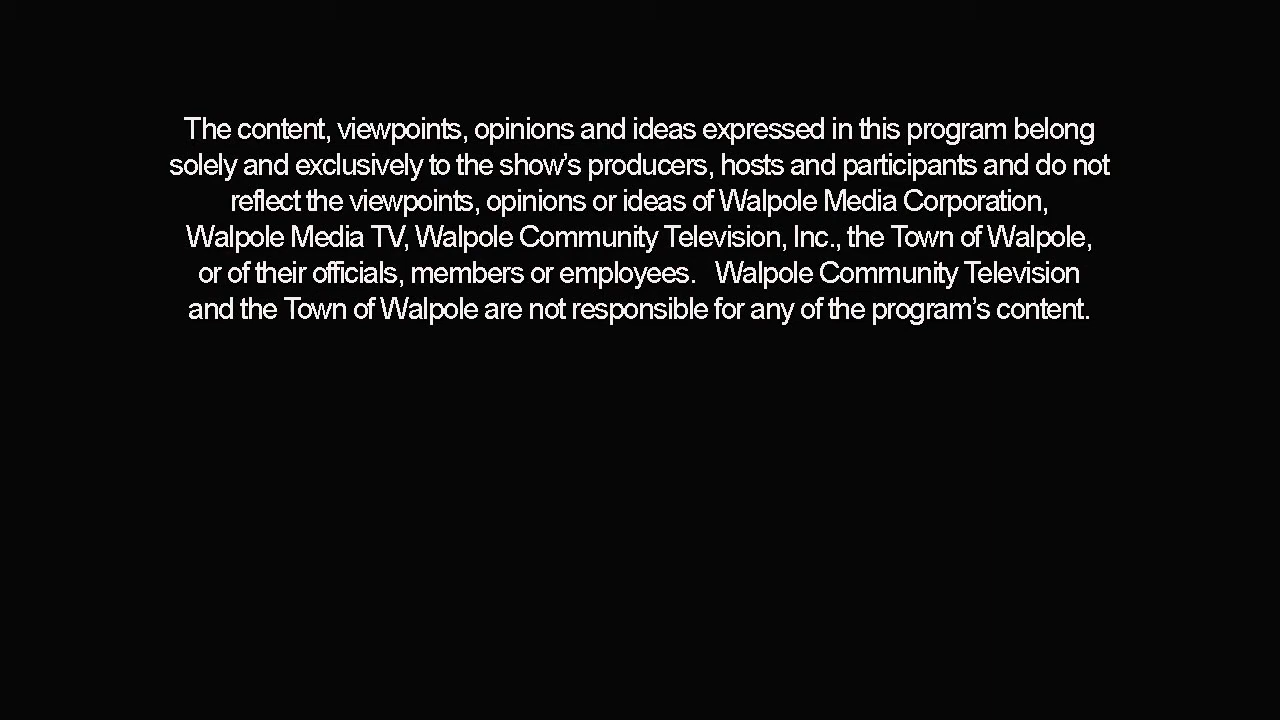 The content, viewpoints, opinions and ideas expressed in this program belong
solely and exclusively to the show’s producers, hosts and participants and do not
reflect the viewpoints, opinions or ideas of Walpole Media Corporation,
Walpole Media TV, Walpole Community Television, Inc., the Town of Walpole,
or of their officials, members or employees.   Walpole Community Television
and the Town of Walpole are not responsible for any of the program’s content.